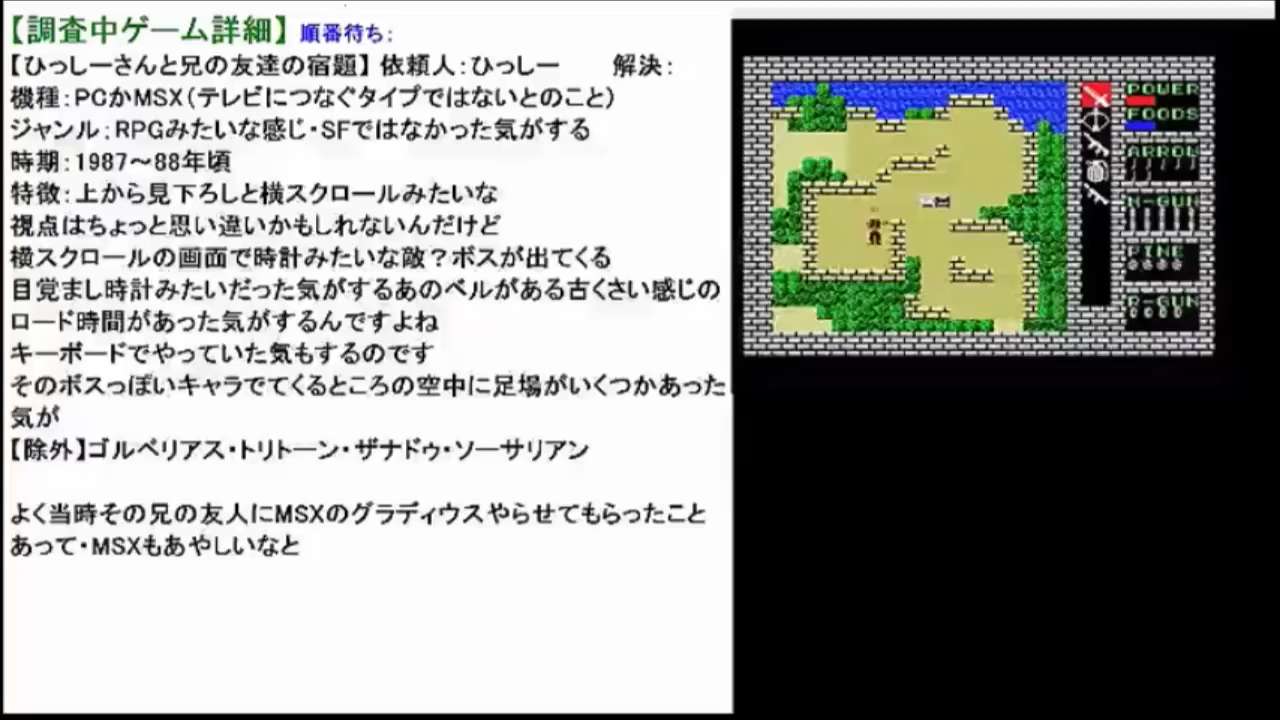 【調査中ゲーム詳細】 順番待ち:
【ひっしーさんと兄の友達の宿題】 依頼人:ひっしー 解決:
機種:PCかMSX(テレビにつなぐタイプではないとのこと)
ジャンル:RPGみたいな感じ・SFではなかった気がする
時期:1987～88年頃
特徴:上から見下ろしと横スクロールみたいな
視点はちょっと思い違いかもしれないんだけど
横スクロールの画面で時計みたいな敵?ボスが出てくる
目覚まし時計みたいだった気がするあのベルがある古くさい感じの
ロード時間があった気がするんですよね
キーボードでやっていた気もするのです
そのボスっぽいキャラでてくるところの空中に足場がいくつかあった
気が
【除外】ゴルベリアス・トリトーン・ザナドゥ・ソーサリアン
よく当時その兄の友人にMSXのグラディウスやらせてもらったこと
あって・MSXもあやしいなと
POWER
FOODS
ARROW